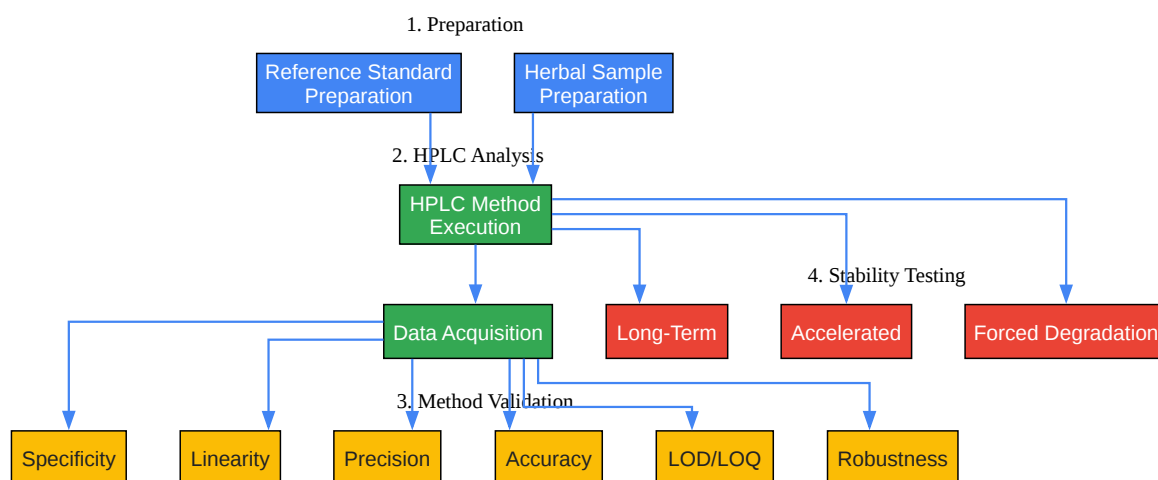 1. Preparation
Reference Standard
Preparation
Herbal Sample
Preparation
2. HPLC Analysis
HPLC Method
Execution
4. Stability Testing
Data Acquisition
Long-Term
Accelerated
Forced Degradation
3. Method Validation
Specificity
Linearity
Precision
Accuracy
LOD/LOQ
Robustness